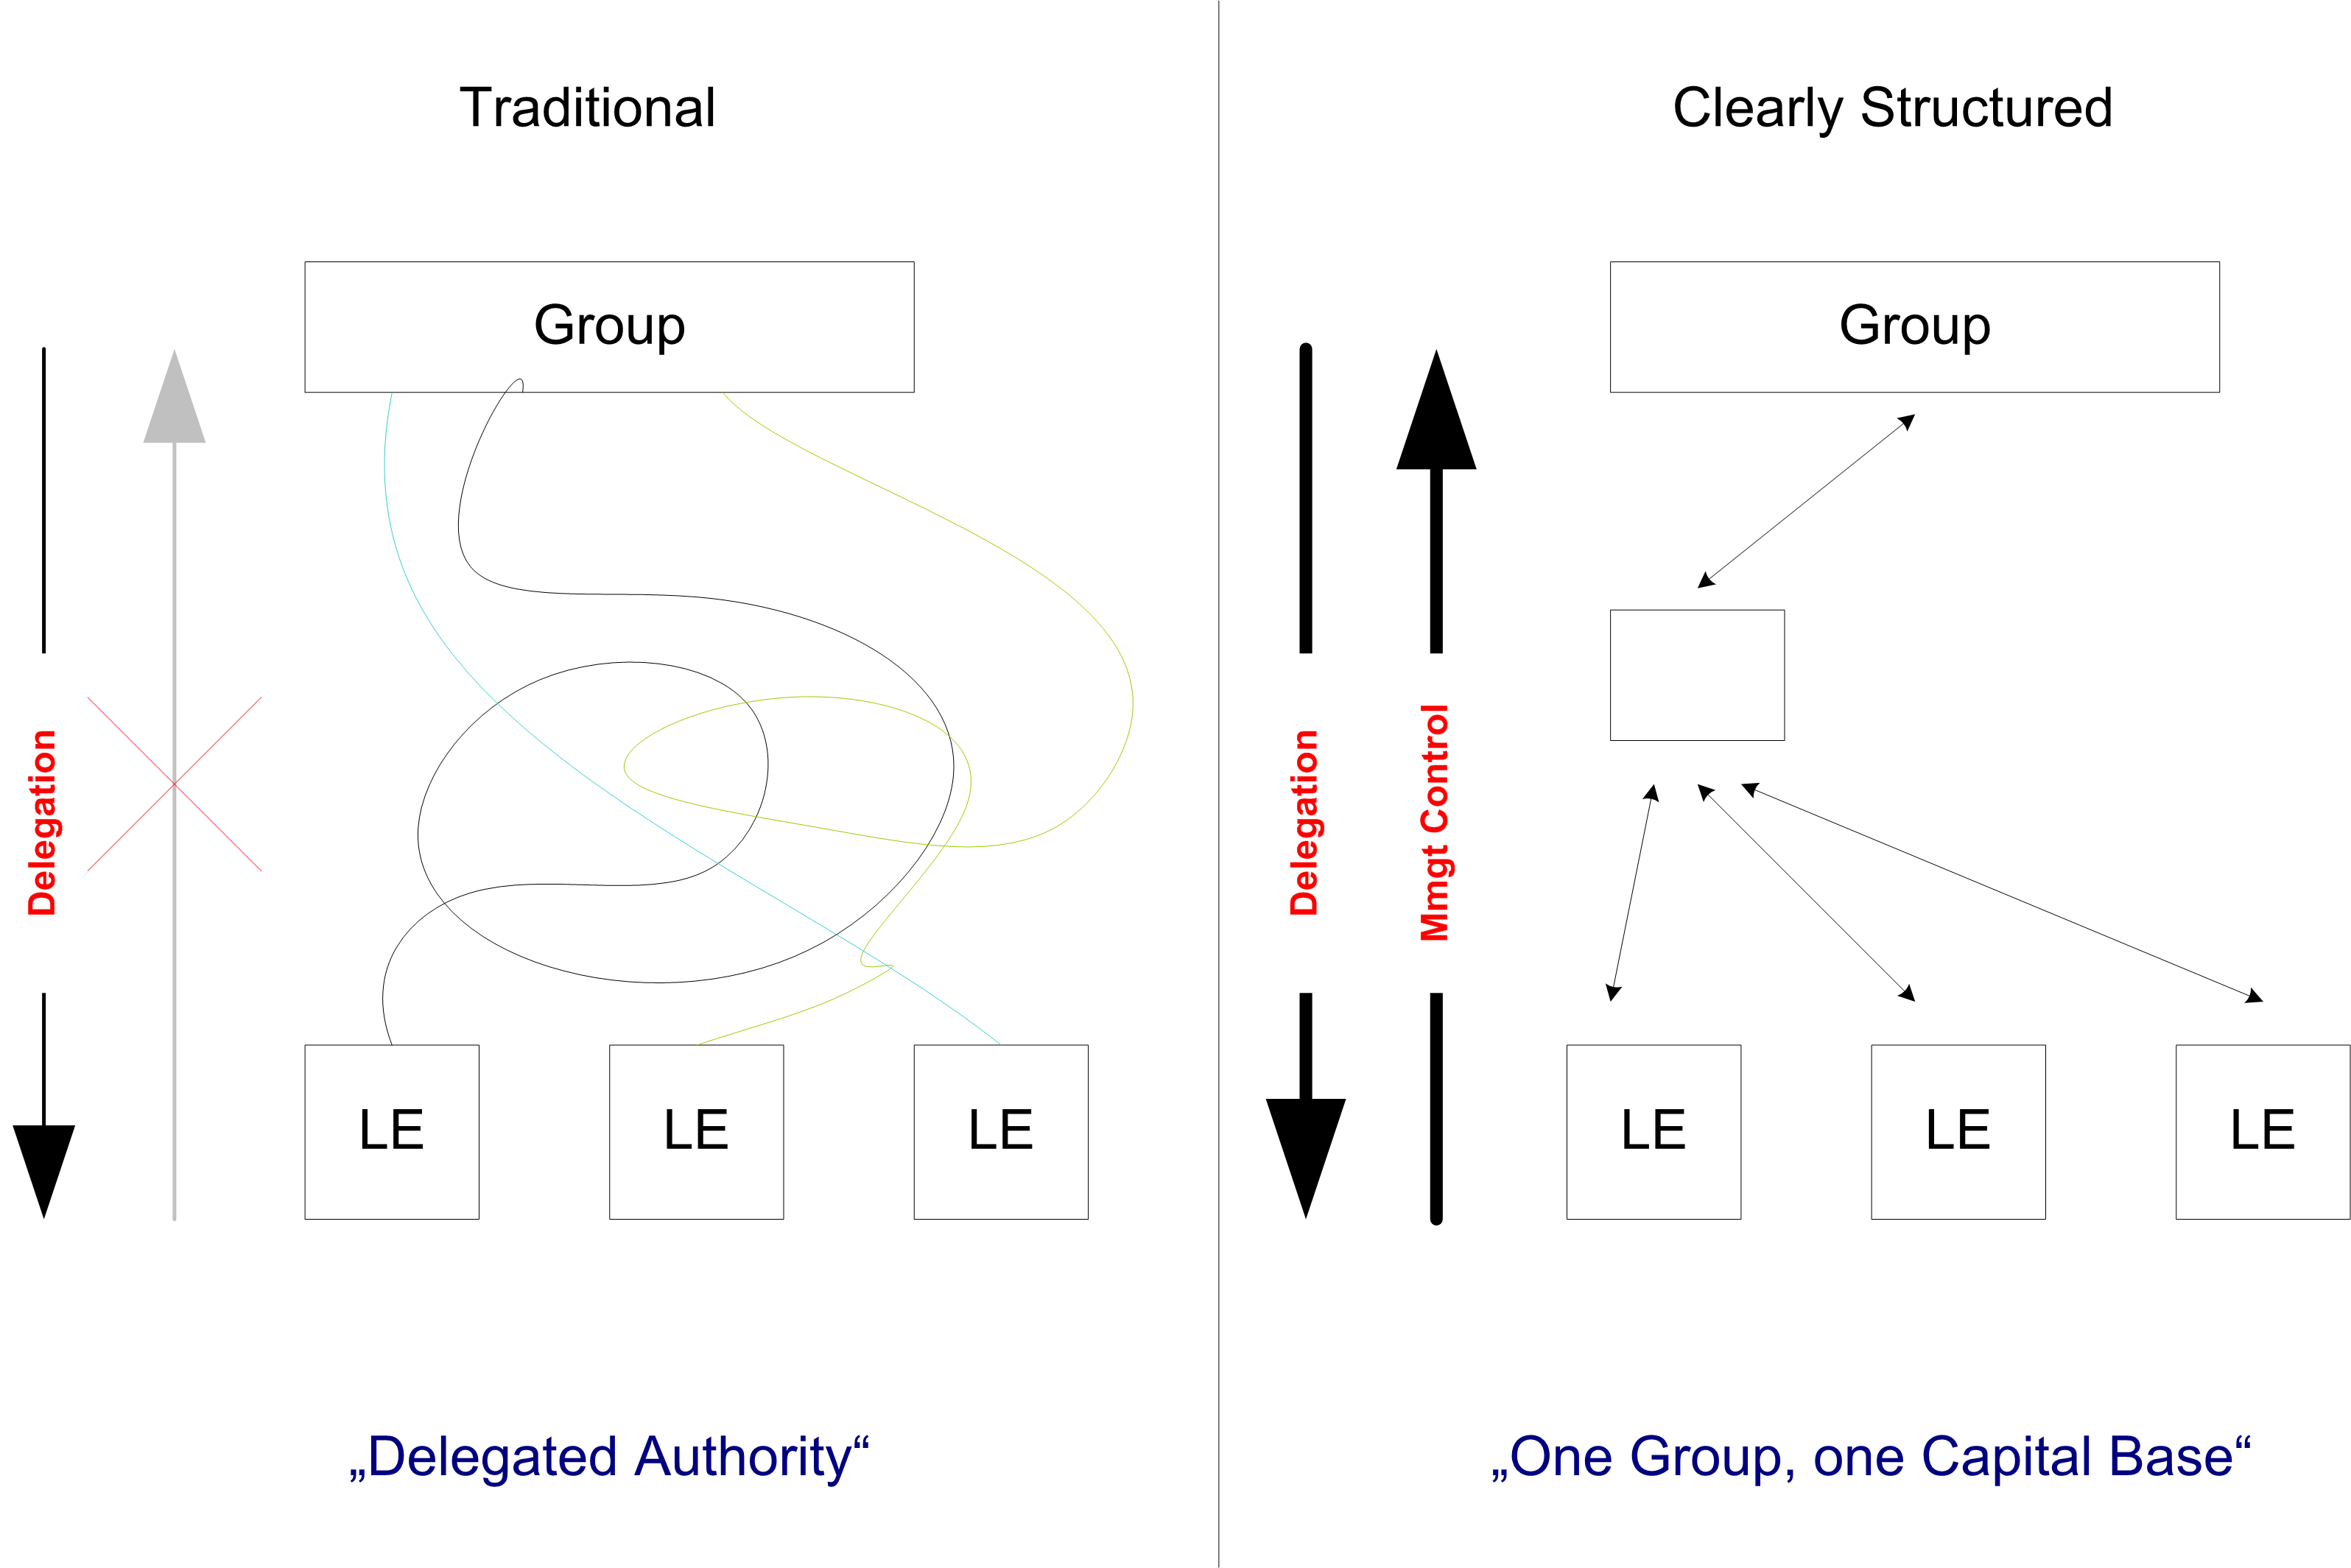 Traditional
Group
Delegation
LE
LE
LE
„Delegated Authority“
Clearly Structured
Group
Delegation
Mmgt Control
LE
LE
LE
„One Group, one Capital Base“